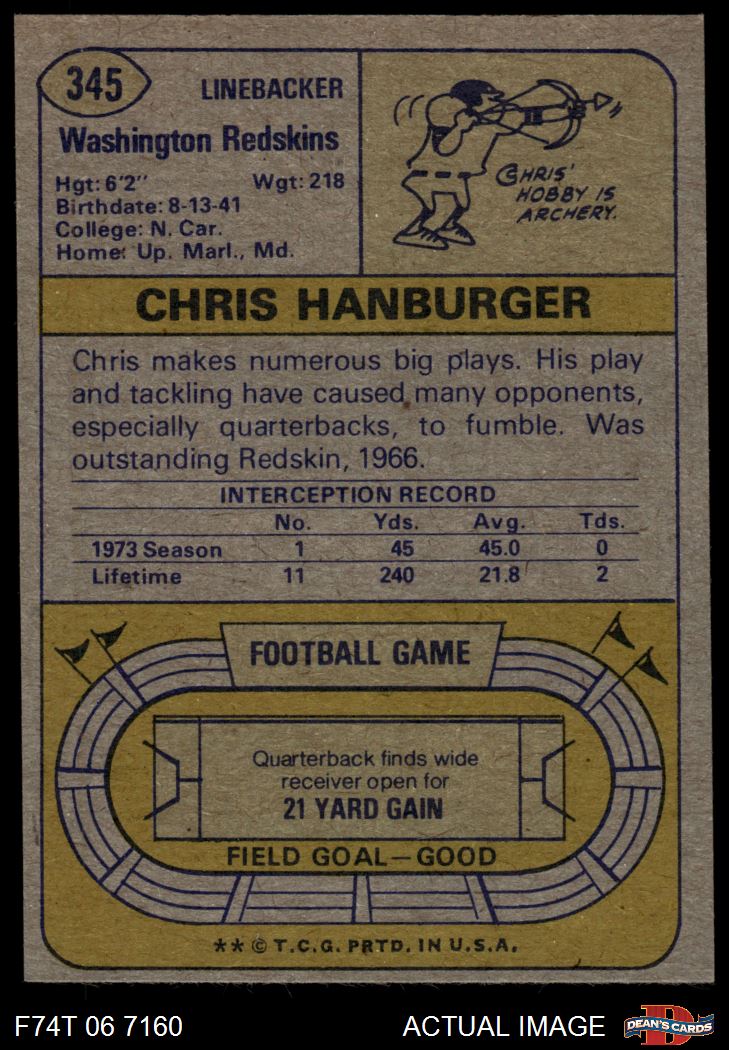 345
LINEBACKER
Washington Redskins
Hgt: 6'2" Wgt: 218
Birthdate: 8-13-41
College: N. Car.
Home: Up. Marl., Md.
CHRIS'
HOBBY IS
ARCHERY.
CHRIS HANBURGER
Chris makes numerous big plays. His play
and tackling have caused many opponents,
especially quarterbacks, to fumble. Was
outstanding Redskin, 1966.
INTERCEPTION RECORD
No. Yds. Avg. Tds.
1973 Season 1 45 45.0 0
Lifetime 11 240 21.8 2
FOOTBALL GAME
Quarterback finds wide
receiver open for
21 YARD GAIN
FIELD GOAL—GOOD
** © T.C.G. PRTD. IN U.S.A.
F74T 06 7160 ACTUAL IMAGE
D
DEAN'S CARDS